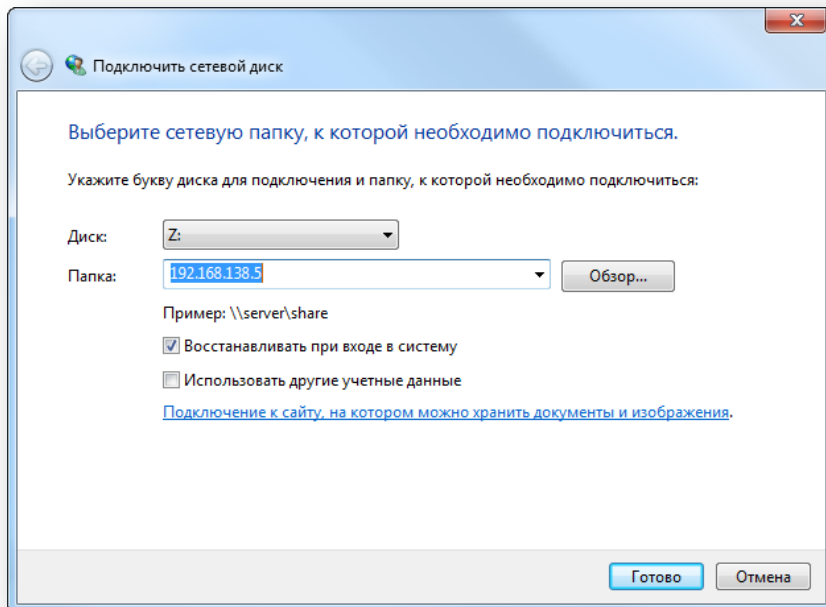 Подключить сетевой диск
Выберите сетевую папку, к которой необходимо подключиться.
Укажите букву диска для подключения и папку, к которой необходимо подключиться:
Диск: Z:
Папка: 192.168.138.5 Обзор...
Пример: \\server\share
Восстанавливать при входе в систему
Использовать другие учетные данные
Подключение к сайту, на котором можно хранить документы и изображения.
Готово Отмена